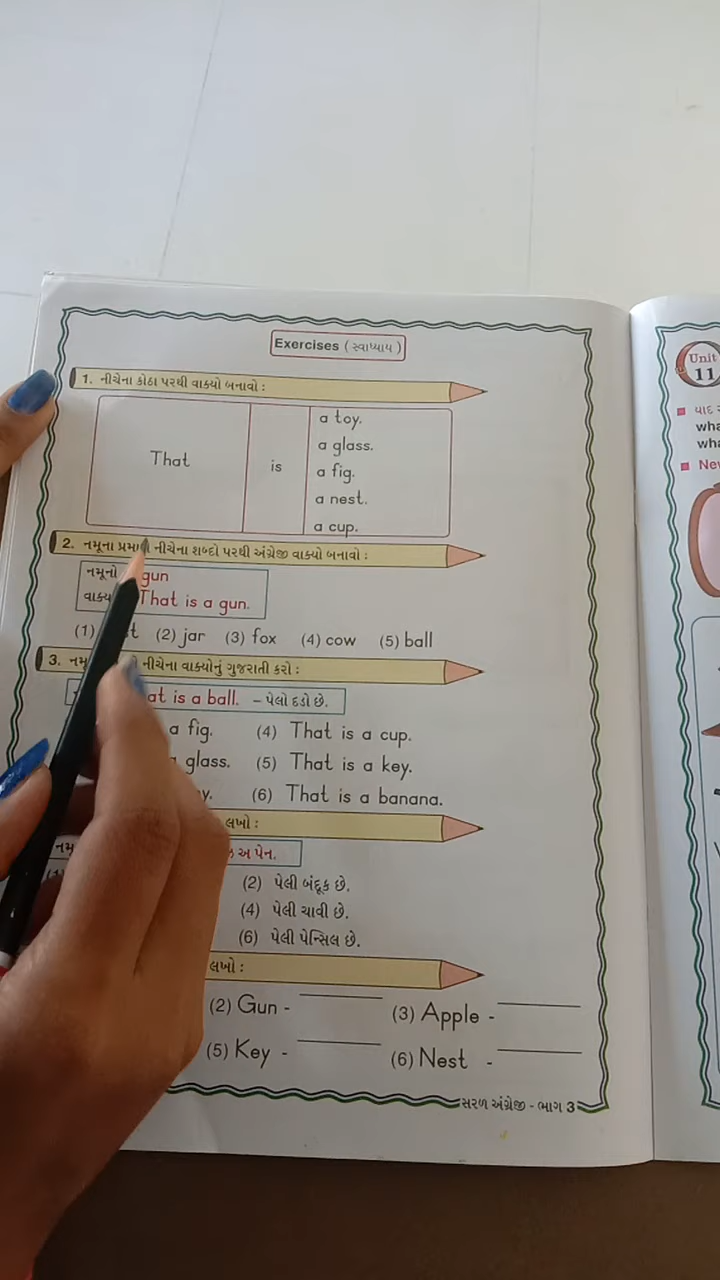 Exercises (સ્વાધ્યાય)
1. નીચેના કોઠા પરથી વાક્યો બનાવો :
That is
a toy.
a glass.
a fig.
a nest.
a cup.
2. નમૂના પ્રમાણે નીચેના શબ્દો પરથી અંગ્રેજી વાક્યો બનાવો :
નમૂનો gun
That is a gun.
(1) (2) jar (3) fox (4) cow (5) ball
3. નીચેના વાક્યોનું ગુજરાતી કરો :
is a ball. – પેલો દડો છે.
a fig. (4) That is a cup.
glass. (5) That is a key.
(6) That is a banana.
લખો :
અ પેન.
(2) પેલી બંદૂક છે.
(4) પેલી ચાવી છે.
(6) પેલી પેન્સિલ છે.
લખો :
(2) Gun - (3) Apple -
(5) Key - (6) Nest -
સરળ અંગ્રેજી - ભાગ 3
Unit
11